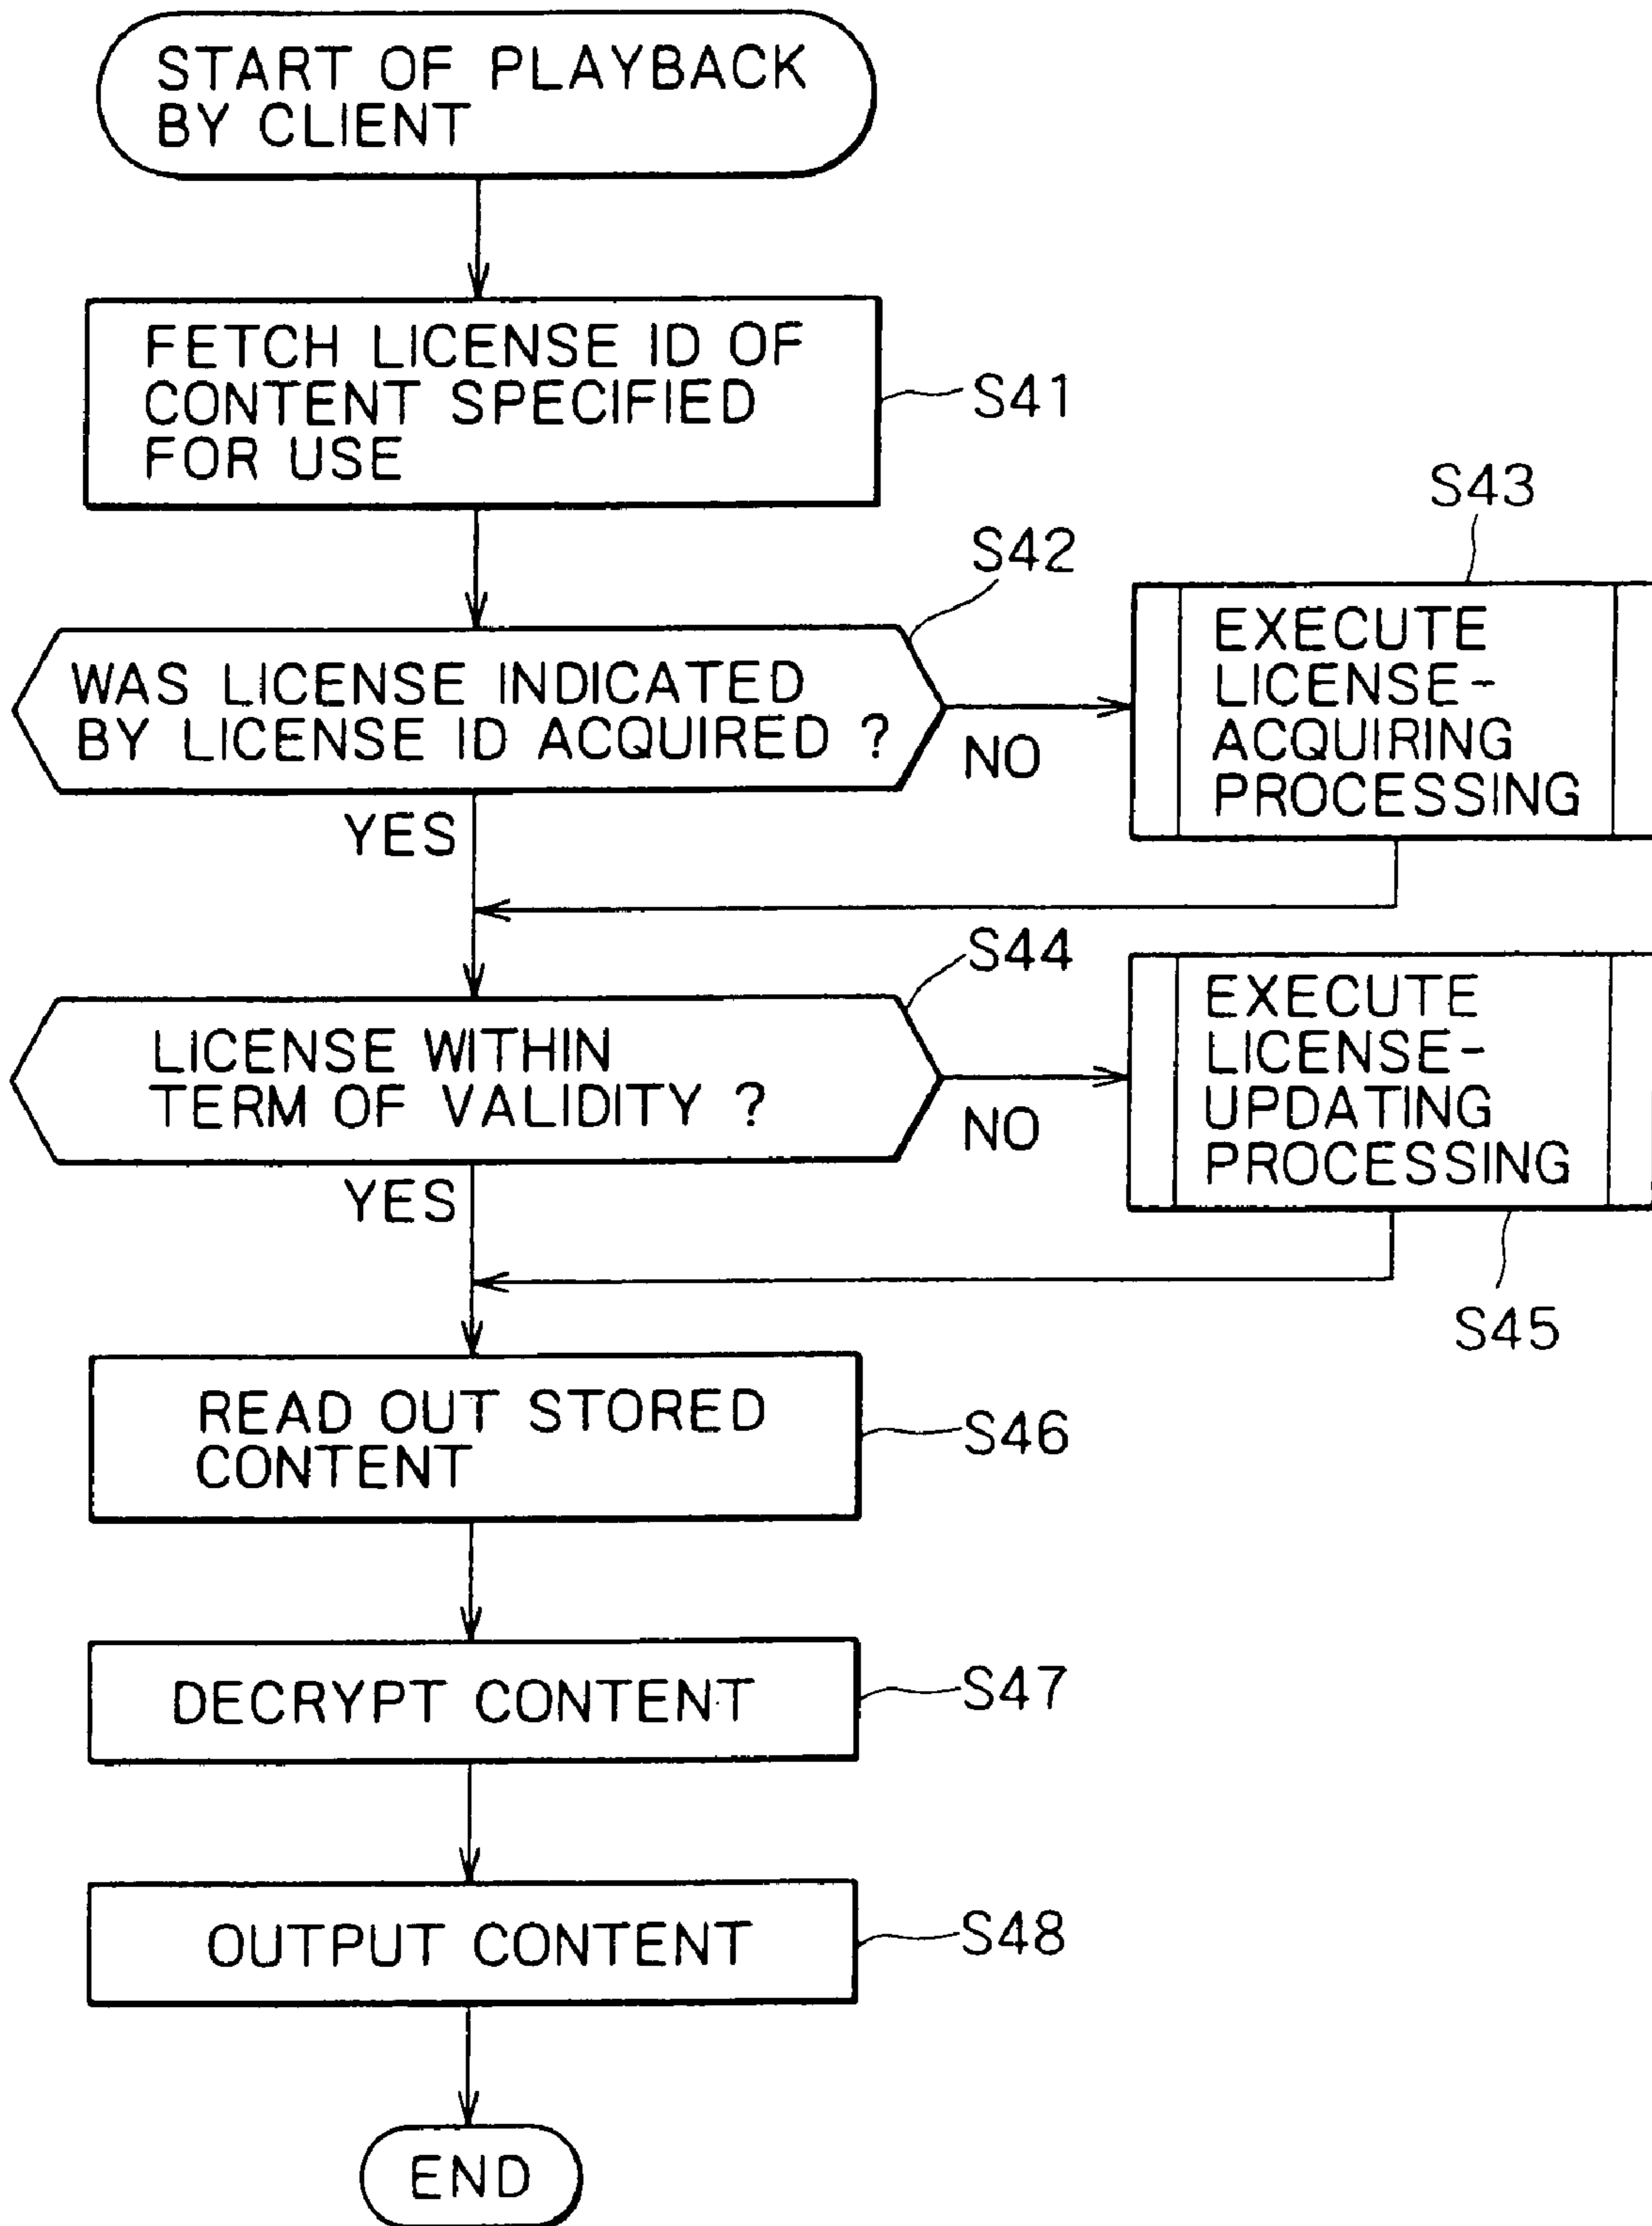 START OF PLAYBACK
BY CLIENT
FETCH LICENSE ID OF
CONTENT SPECIFIED
FOR USE
S41
S42
WAS LICENSE INDICATED
BY LICENSE ID ACQUIRED ?
NO
YES
S43
EXECUTE
LICENSE-
ACQUIRING
PROCESSING
S44
LICENSE WITHIN
TERM OF VALIDITY ?
NO
YES
EXECUTE
LICENSE-
UPDATING
PROCESSING
S45
READ OUT STORED
CONTENT
S46
DECRYPT CONTENT
S47
OUTPUT CONTENT
S48
END